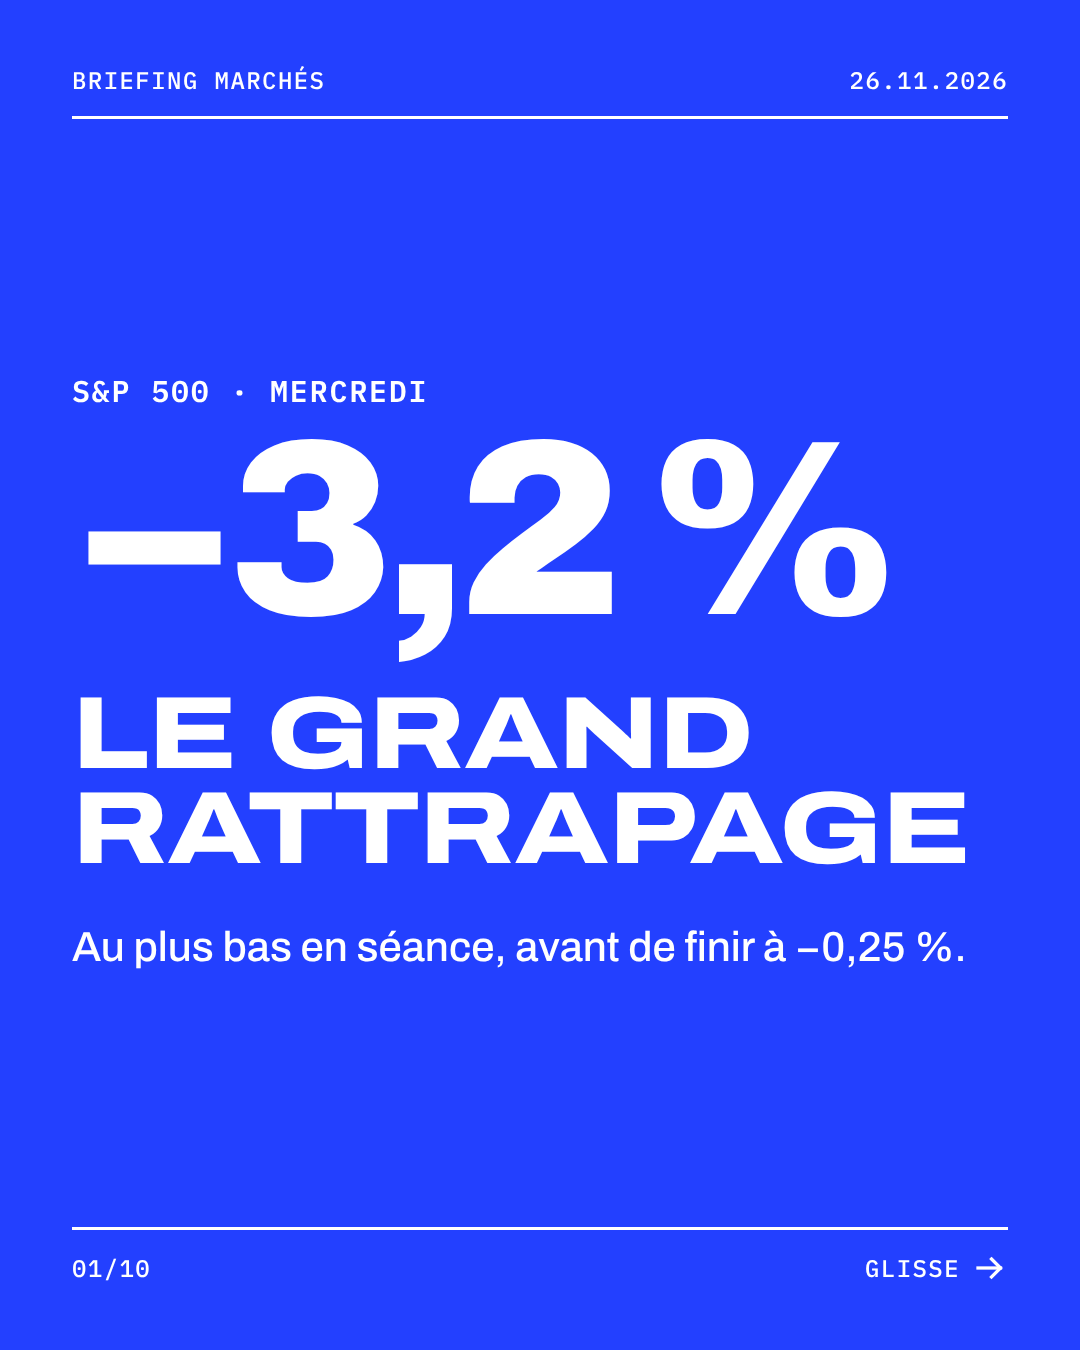 BRIEFING MARCHÉS
26.11.2026
S&P 500 · MERCREDI
−3,2 %
LE GRAND
RATTRAPAGE
Au plus bas en séance, avant de finir à −0,25 %.
01/10
GLISSE →